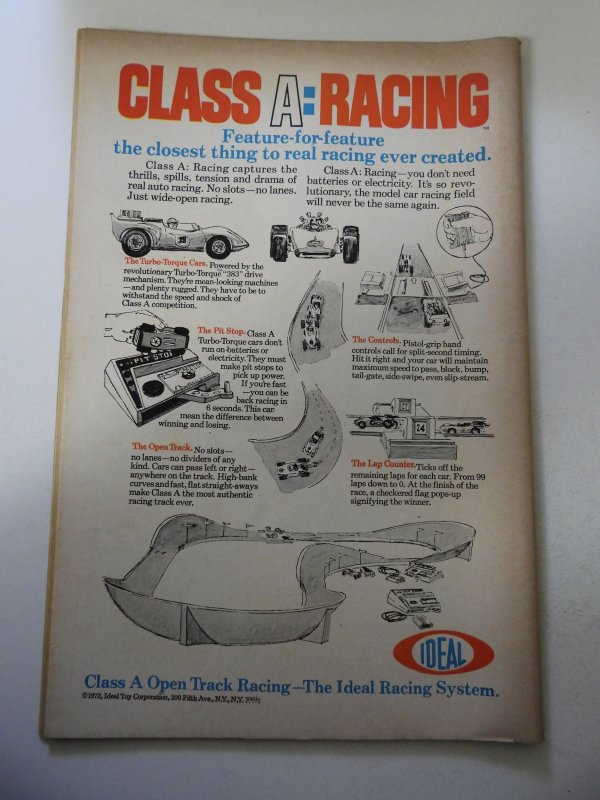 CLASS A: RACING
TM
Feature-for-feature
the closest thing to real racing ever created.
Class A: Racing captures the
thrills, spills, tension and drama of
real auto racing. No slots—no lanes.
Just wide-open racing.
Class A: Racing—you don't need
batteries or electricity. It's so revo-
lutionary, the model car racing field
will never be the same again.
The Turbo-Torque Cars. Powered by the
revolutionary Turbo-Torque "383" drive
mechanism. They're mean-looking machines
—and plenty rugged. They have to be to
withstand the speed and shock of
Class A competition.
The Pit Stop. Class A
Turbo-Torque cars don't
run on batteries or
electricity. They must
make pit stops to
pick up power.
If you're fast
—you can be
back racing in
6 seconds. This can
mean the difference between
winning and losing.
PIT STOP
The Controls. Pistol-grip hand
controls call for split-second timing.
Hit it right and your car will maintain
maximum speed to pass, block, bump,
tail-gate, side-swipe, even slip-stream.
The Open Track. No slots—
no lanes—no dividers of any
kind. Cars can pass left or right—
anywhere on the track. High-bank
curves and fast, flat straight-aways
make Class A the most authentic
racing track ever.
24
The Lap Counter. Ticks off the
remaining laps for each car. From 99
laps down to 0. At the finish of the
race, a checkered flag pops-up
signifying the winner.
IDEAL
Class A Open Track Racing—The Ideal Racing System.
©1972, Ideal Toy Corporation, 200 Fifth Ave., N.Y., N.Y.